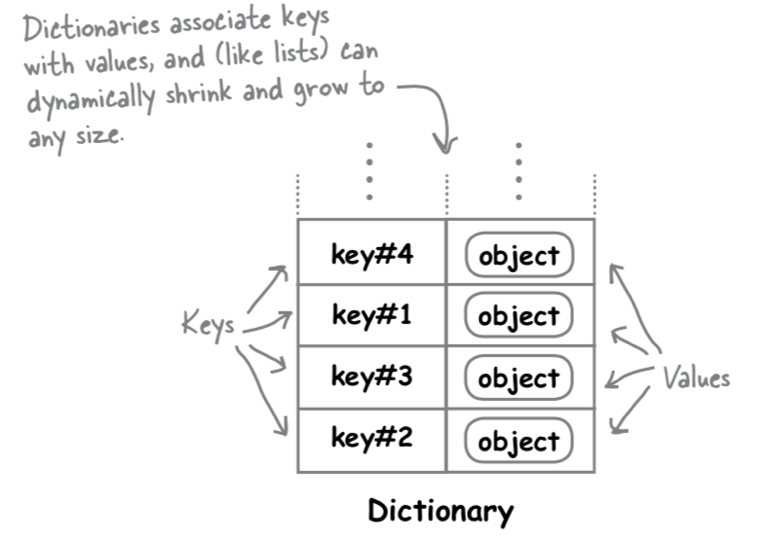 Dictionaries associate keys
with values, and (like lists) can
dynamically shrink and grow to
any size.
key#4 object
key#1 object
key#3 object
key#2 object
Keys
Values
Dictionary